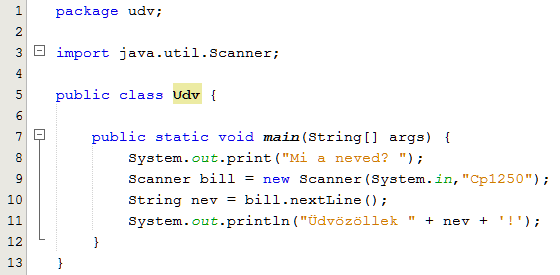 1 package udv;
2
3 import java.util.Scanner;
4
5 public class Udv {
6
7     public static void main(String[] args) {
8         System.out.print("Mi a neved? ");
9         Scanner bill = new Scanner(System.in,"Cp1250");
10         String nev = bill.nextLine();
11         System.out.println("Üdvözöllek " + nev + '!');
12     }
13 }